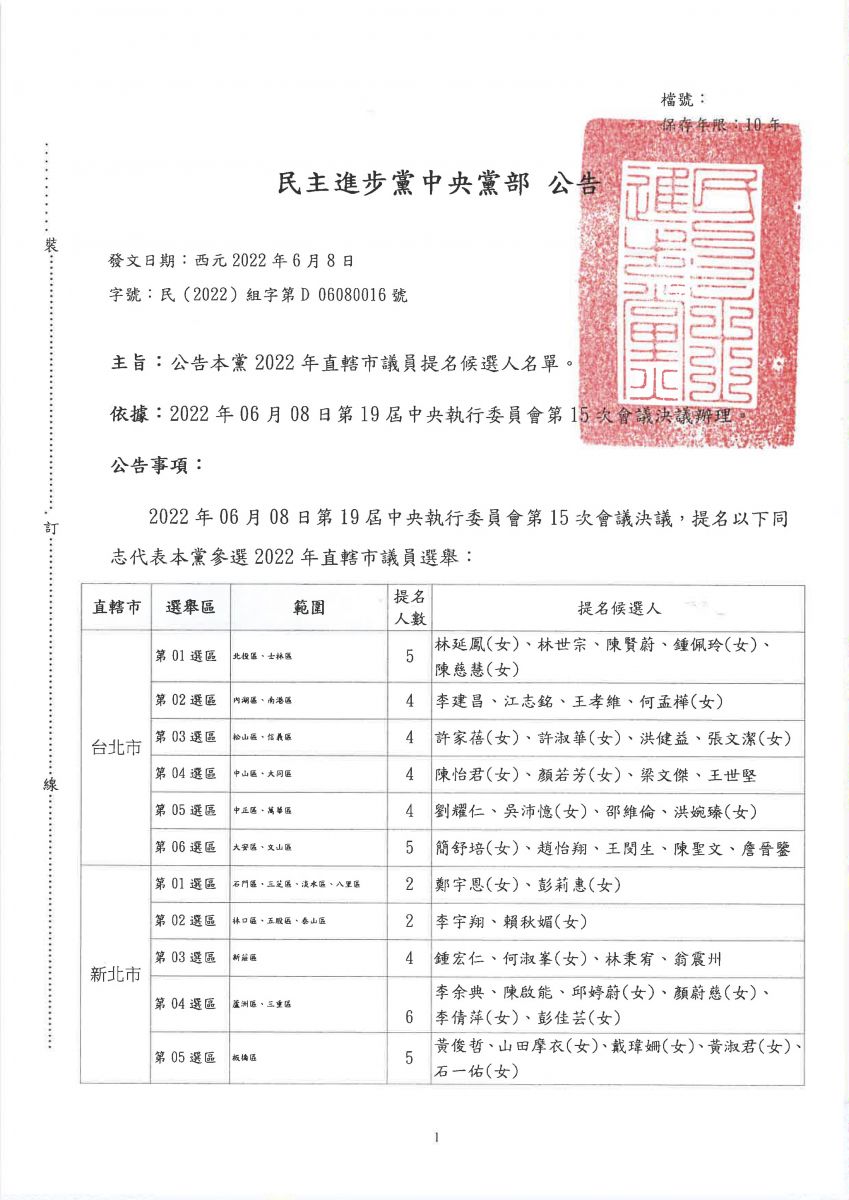 檔號：
保存年限：10 年
民主進步黨中央黨部 公告
發文日期：西元 2022 年 6 月 8 日
字號：民（2022）組字第 D 06080016 號
主旨：公告本黨 2022 年直轄市議員提名候選人名單。
依據：2022 年 06 月 08 日第 19 屆中央執行委員會第 15 次會議決議辦理。
公告事項：
2022 年 06 月 08 日第 19 屆中央執行委員會第 15 次會議決議，提名以下同
志代表本黨參選 2022 年直轄市議員選舉：
直轄市 選舉區 範圍 提名人數 提名候選人
台北市
第 01 選區 北投區、士林區 5 林延鳳(女)、林世宗、陳賢蔚、鍾佩玲(女)、
陳慈慧(女)
第 02 選區 內湖區、南港區 4 李建昌、江志銘、王孝維、何孟樺(女)
第 03 選區 松山區、信義區 4 許家蓓(女)、許淑華(女)、洪健益、張文潔(女)
第 04 選區 中山區、大同區 4 陳怡君(女)、顏若芳(女)、梁文傑、王世堅
第 05 選區 中正區、萬華區 4 劉耀仁、吳沛憶(女)、邵維倫、洪婉臻(女)
第 06 選區 大安區、文山區 5 簡舒培(女)、趙怡翔、王閔生、陳聖文、詹晉鑒
新北市
第 01 選區 石門區、三芝區、淡水區、八里區 2 鄭宇恩(女)、彭莉惠(女)
第 02 選區 林口區、五股區、泰山區 2 李宇翔、賴秋媚(女)
第 03 選區 新莊區 4 鍾宏仁、何淑峯(女)、林秉宥、翁震州
第 04 選區 蘆洲區、三重區 6 李余典、陳啟能、邱婷蔚(女)、顏蔚慈(女)、
李倩萍(女)、彭佳芸(女)
第 05 選區 板橋區 5 黃俊哲、山田摩衣(女)、戴瑋姍(女)、黃淑君(女)、
石一佑(女)
裝
訂
線
1